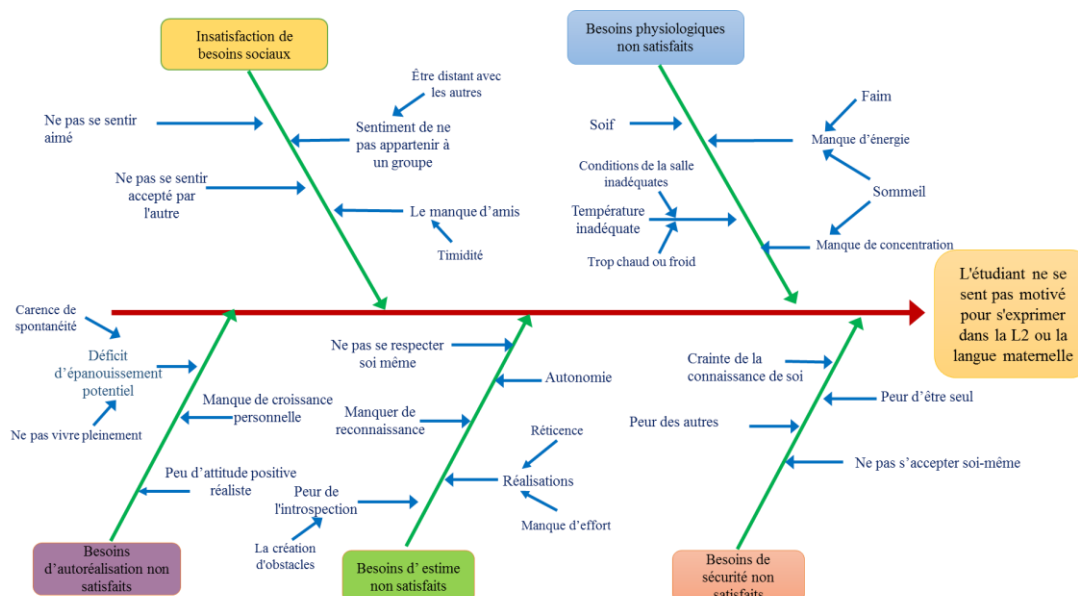 Insatisfaction de
besoins sociaux
Besoins physiologiques
non satisfaits
Être distant avec
les autres
Ne pas se sentir
aimé
Sentiment de ne
pas appartenir à
un groupe
Ne pas se sentir
accepté par
l'autre
Le manque d'amis
Timidité
Faim
Soif
Manque d'énergie
Conditions de la salle
inadéquates
Sommeil
Température
inadéquate
Trop chaud ou froid
Manque de concentration
L'étudiant ne se
sent pas motivé
pour s'exprimer
dans la L2 ou la
langue maternelle
Carence de
spontanéité
Déficit
d'épanouissement
potentiel
Ne pas vivre pleinement
Manque de croissance
personnelle
Peu d'attitude positive
réaliste
Ne pas se respecter
soi même
Autonomie
Manquer de
reconnaissance
Réticence
Réalisations
Peur de
l'introspection
Manque d'effort
La création
d'obstacles
Crainte de la
connaissance de soi
Peur d'être seul
Peur des autres
Ne pas s'accepter soi-même
Besoins
d'autoréalisation non
satisfaits
Besoins d' estime
non satisfaits
Besoins de
sécurité non
satisfaits